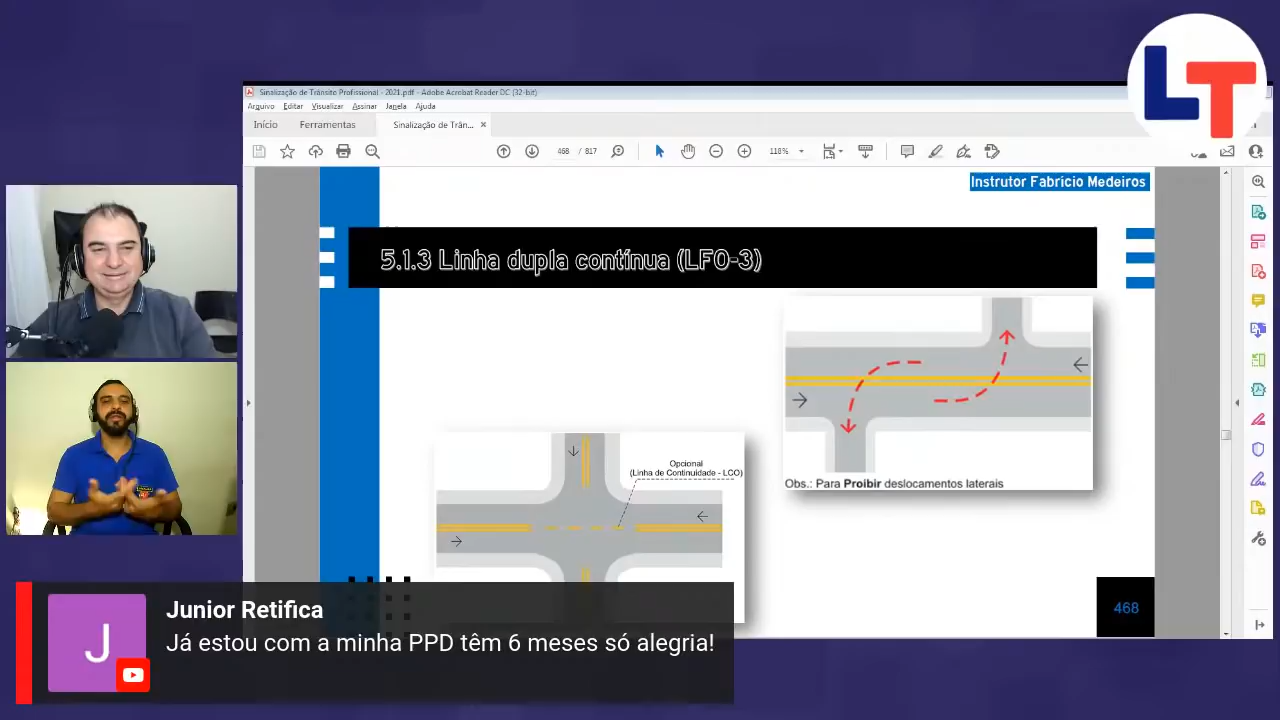 LT
Sinalização de Trânsito Profissional - 2021.pdf - Adobe Acrobat Reader DC (32-bit)
Arquivo Editar Visualizar Assinar Janela Ajuda
Início Ferramentas Sinalização de Trân... ×
468 / 817 118%
Instrutor Fabrício Medeiros
5.1.3 Linha dupla contínua (LFO-3)
Obs.: Para Proibir deslocamentos laterais
Opcional
(Linha de Continuidade - LCO)
468
J
Junior Retifica
Já estou com a minha PPD têm 6 meses só alegria!